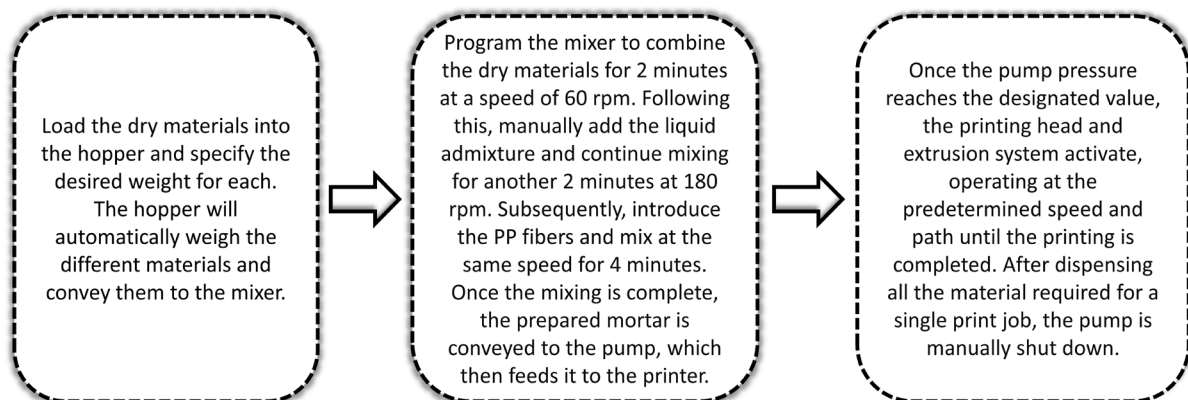 Load the dry materials into
the hopper and specify the
desired weight for each.
The hopper will
automatically weigh the
different materials and
convey them to the mixer.
Program the mixer to combine
the dry materials for 2 minutes
at a speed of 60 rpm. Following
this, manually add the liquid
admixture and continue mixing
for another 2 minutes at 180
rpm. Subsequently, introduce
the PP fibers and mix at the
same speed for 4 minutes.
Once the mixing is complete,
the prepared mortar is
conveyed to the pump, which
then feeds it to the printer.
Once the pump pressure
reaches the designated value,
the printing head and
extrusion system activate,
operating at the
predetermined speed and
path until the printing is
completed. After dispensing
all the material required for a
single print job, the pump is
manually shut down.